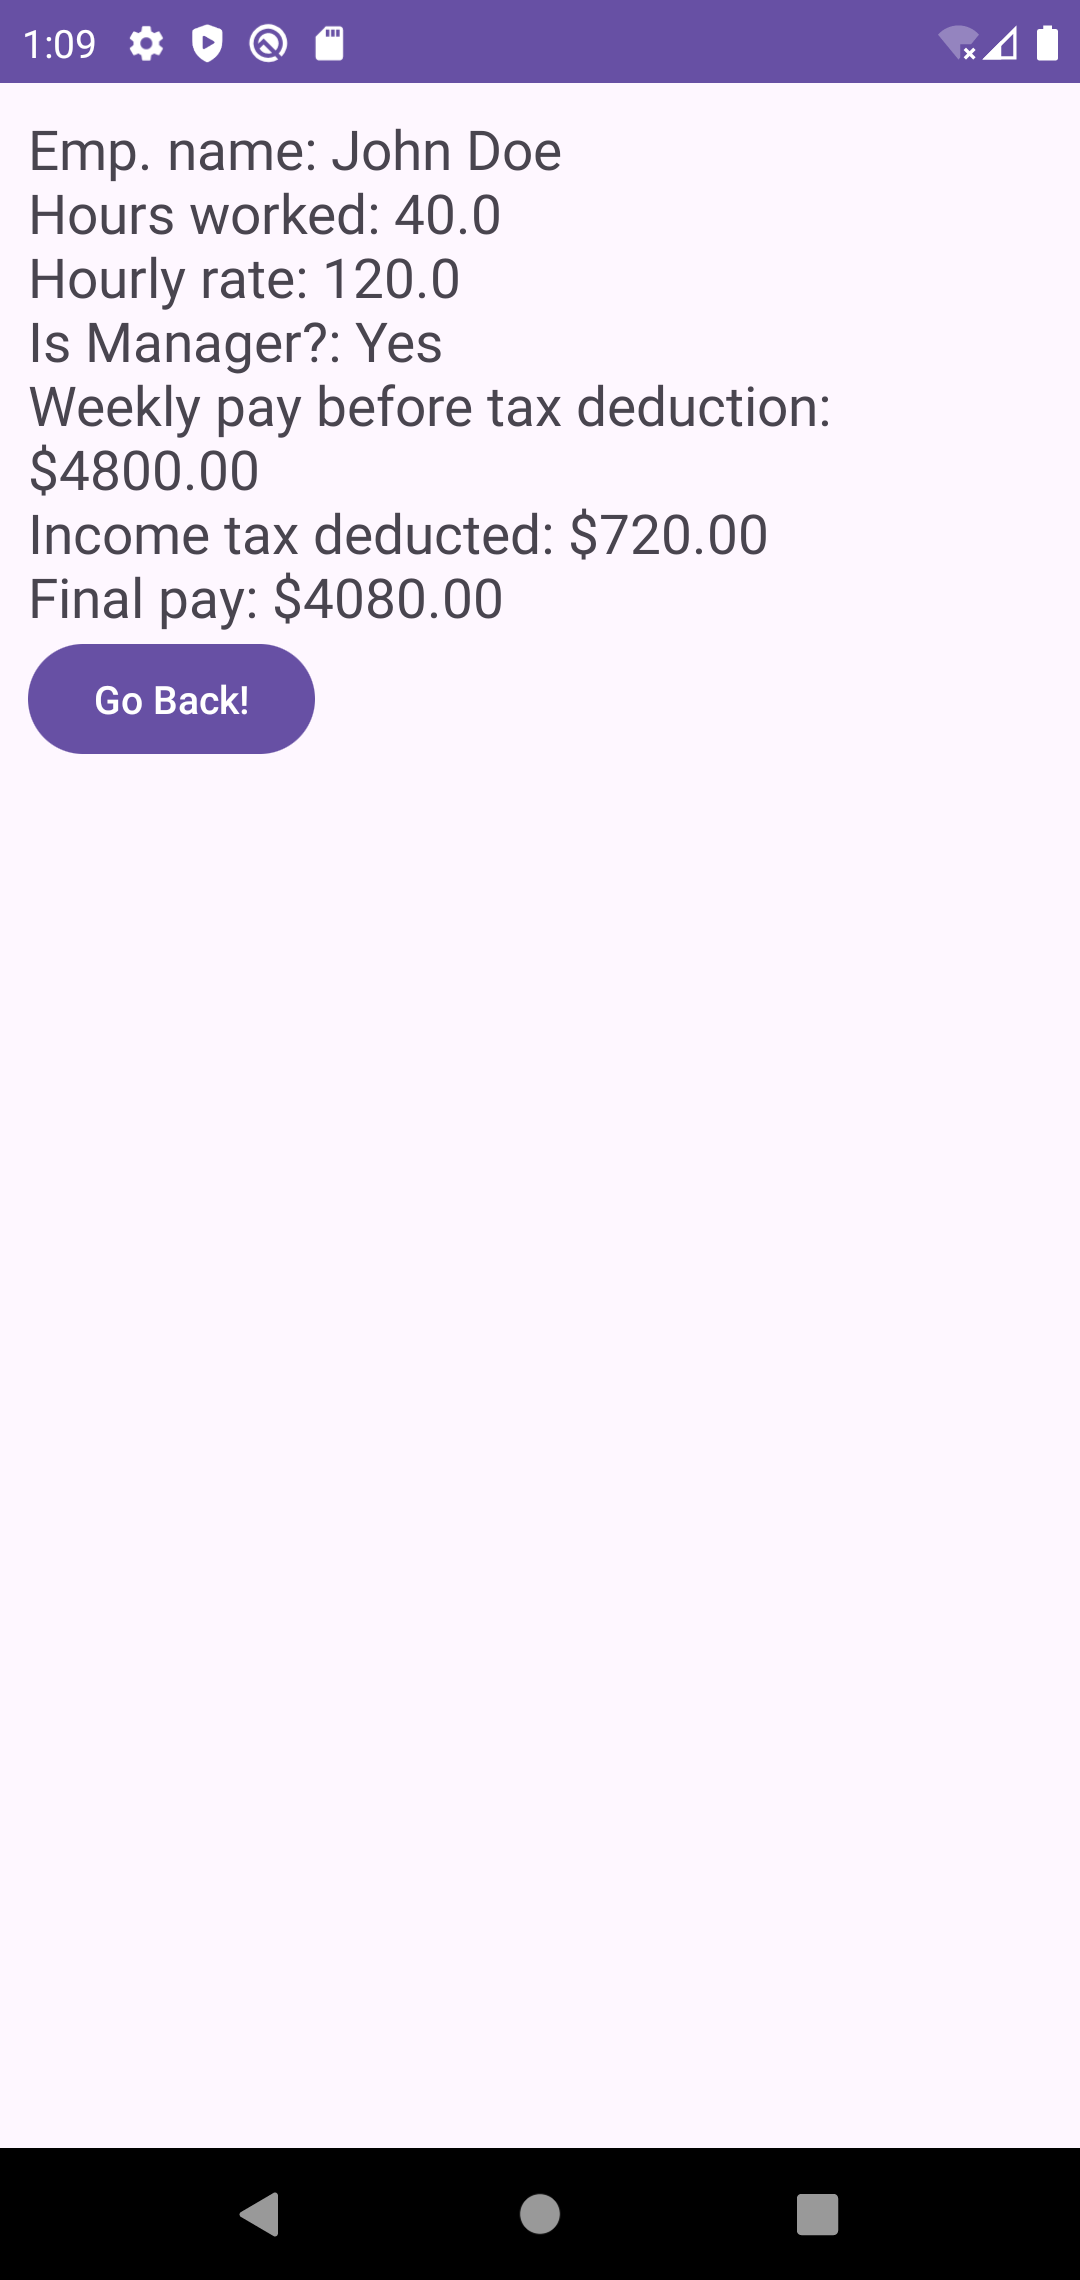 1:09
Emp. name: John Doe
Hours worked: 40.0
Hourly rate: 120.0
Is Manager?: Yes
Weekly pay before tax deduction:
$4800.00
Income tax deducted: $720.00
Final pay: $4080.00
Go Back!